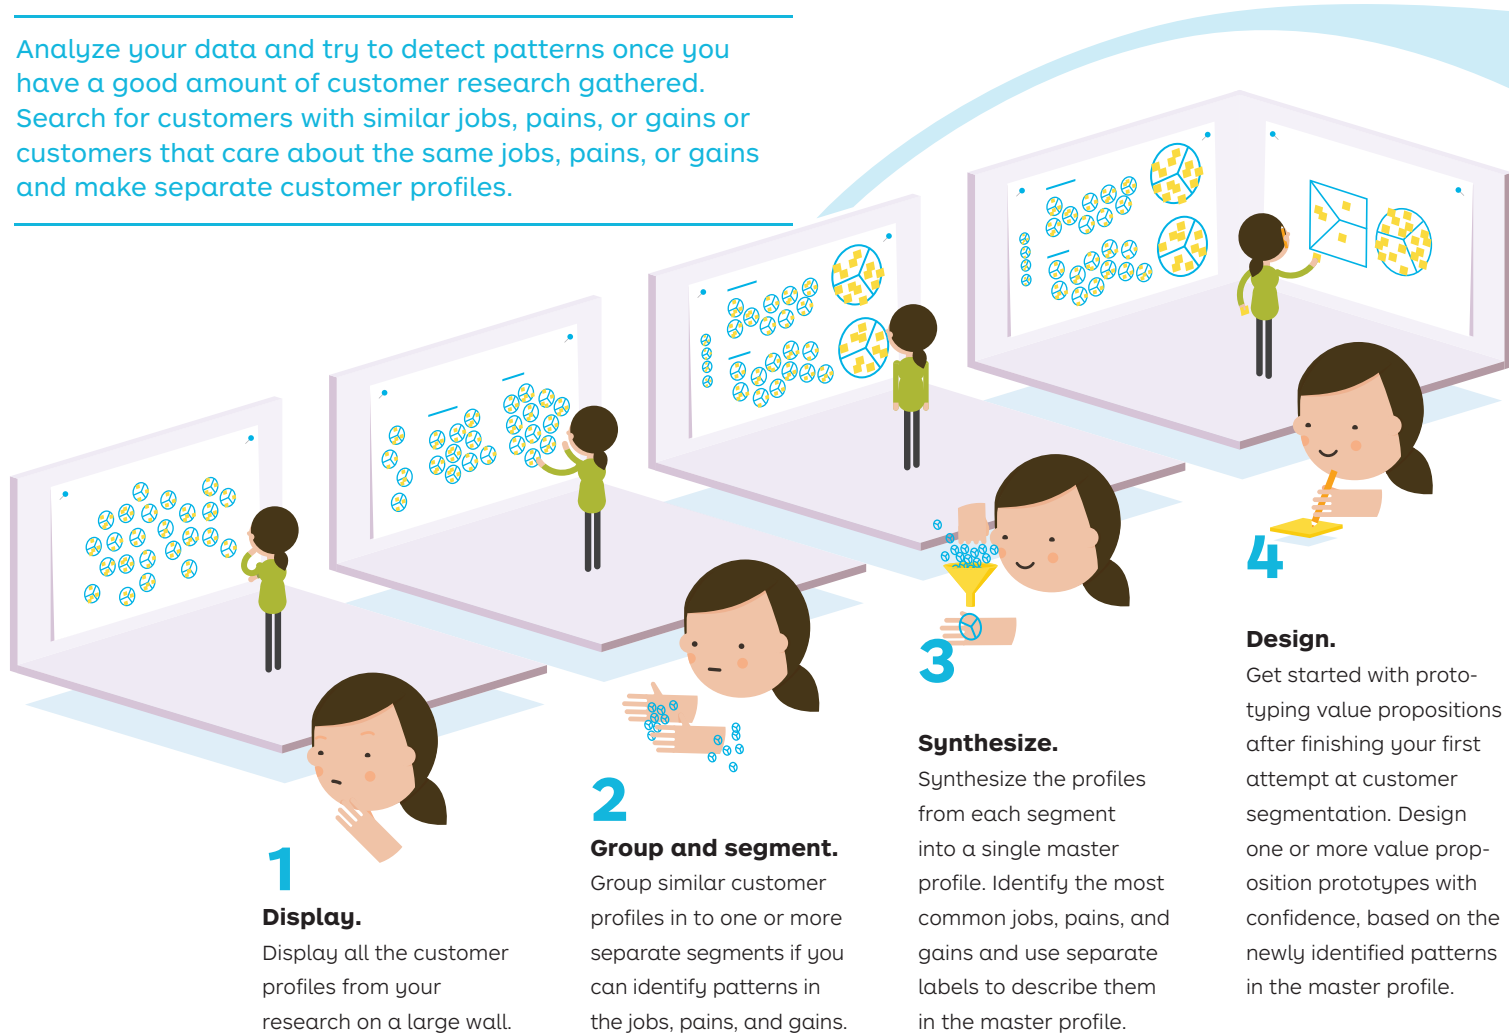 Analyze your data and try to detect patterns once you
have a good amount of customer research gathered.
Search for customers with similar jobs, pains, or gains or
customers that care about the same jobs, pains, or gains
and make separate customer profiles.
1
Display.
Display all the customer
profiles from your
research on a large wall.
2
Group and segment.
Group similar customer
profiles in to one or more
separate segments if you
can identify patterns in
the jobs, pains, and gains.
3
Synthesize.
Synthesize the profiles
from each segment
into a single master
profile. Identify the most
common jobs, pains, and
gains and use separate
labels to describe them
in the master profile.
4
Design.
Get started with proto-
typing value propositions
after finishing your first
attempt at customer
segmentation. Design
one or more value prop-
osition prototypes with
confidence, based on the
newly identified patterns
in the master profile.